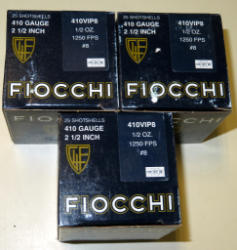 25 SHOTSHELLS
410 GAUGE
2 1/2 INCH
410VIP8
1/2 OZ.
1250 FPS
#8
FIOCCHI
25 SHOTSHELLS
410 GAUGE
2 1/2 INCH
410VIP8
1/2 OZ.
1250 FPS
#8
FIOCCHI
25 SHOTSHELLS
410 GAUGE
2 1/2 INCH
410VIP8
1/2 OZ.
1250 FPS
#8
FIOCCHI